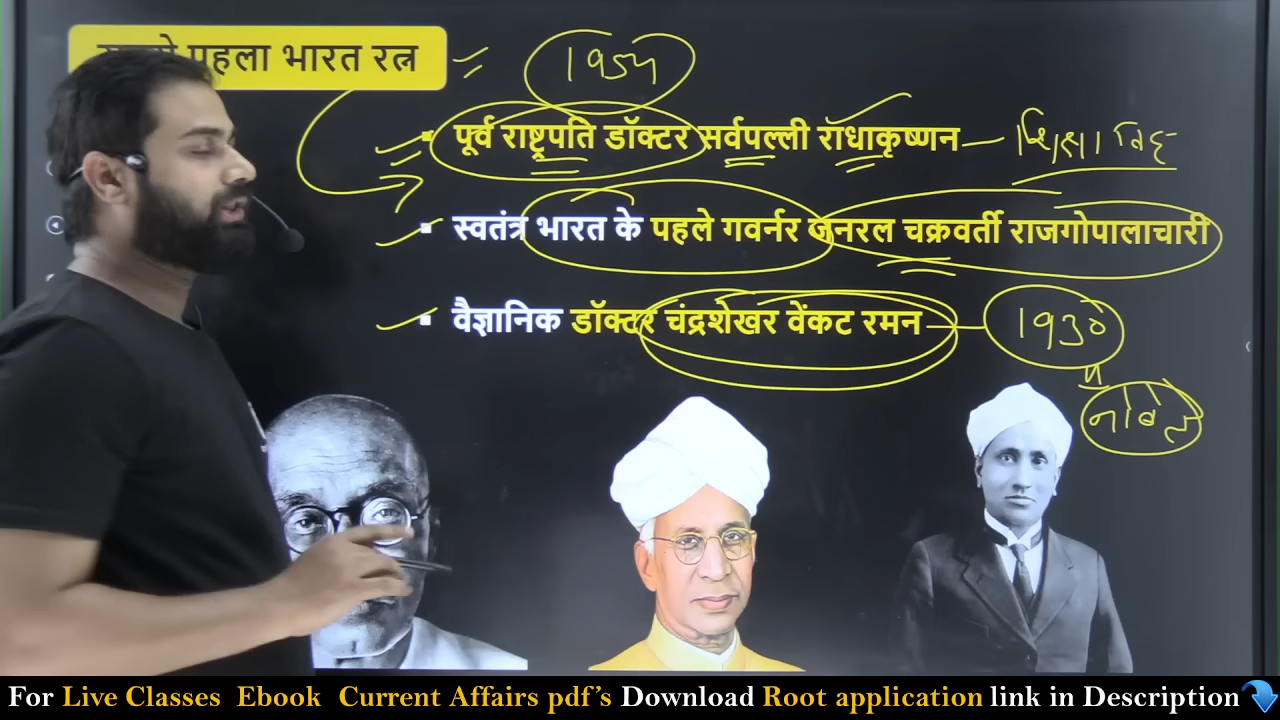 पहला भारत रत्न = 1954
पूर्व राष्ट्रपति डॉक्टर सर्वपल्ली राधाकृष्णन —
स्वतंत्र भारत के पहले गवर्नर जनरल चक्रवर्ती राजगोपालाचारी
वैज्ञानिक डॉक्टर चंद्रशेखर वेंकट रमन — 1930
में
नोबेल
For Live Classes Ebook Current Affairs pdf's Download Root application link in Description